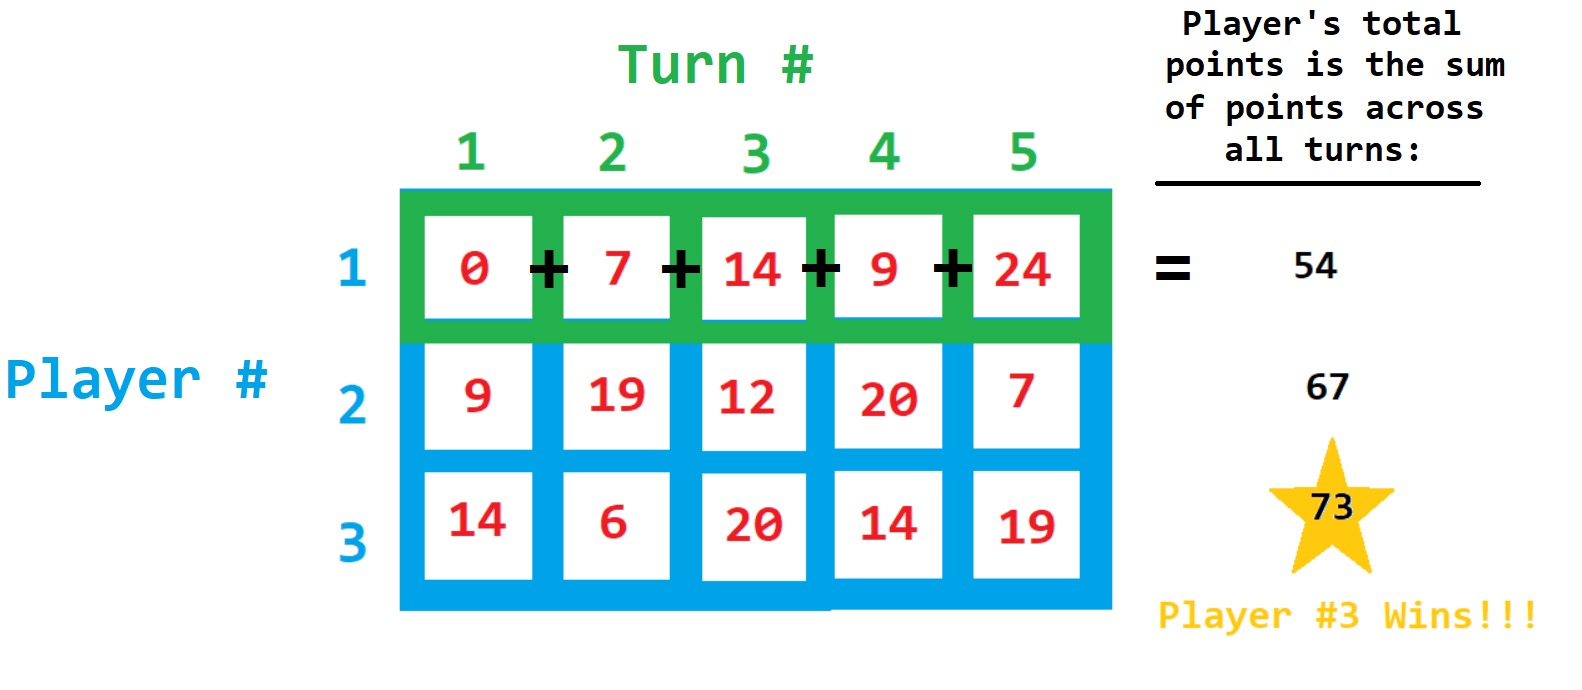 Player's total
points is the sum
of points across
all turns:
Turn #
1 2 3 4 5
1 0 + 7 + 14 + 9 + 24 = 54
Player #
2 9 19 12 20 7 67
3 14 6 20 14 19 73
Player #3 Wins!!!